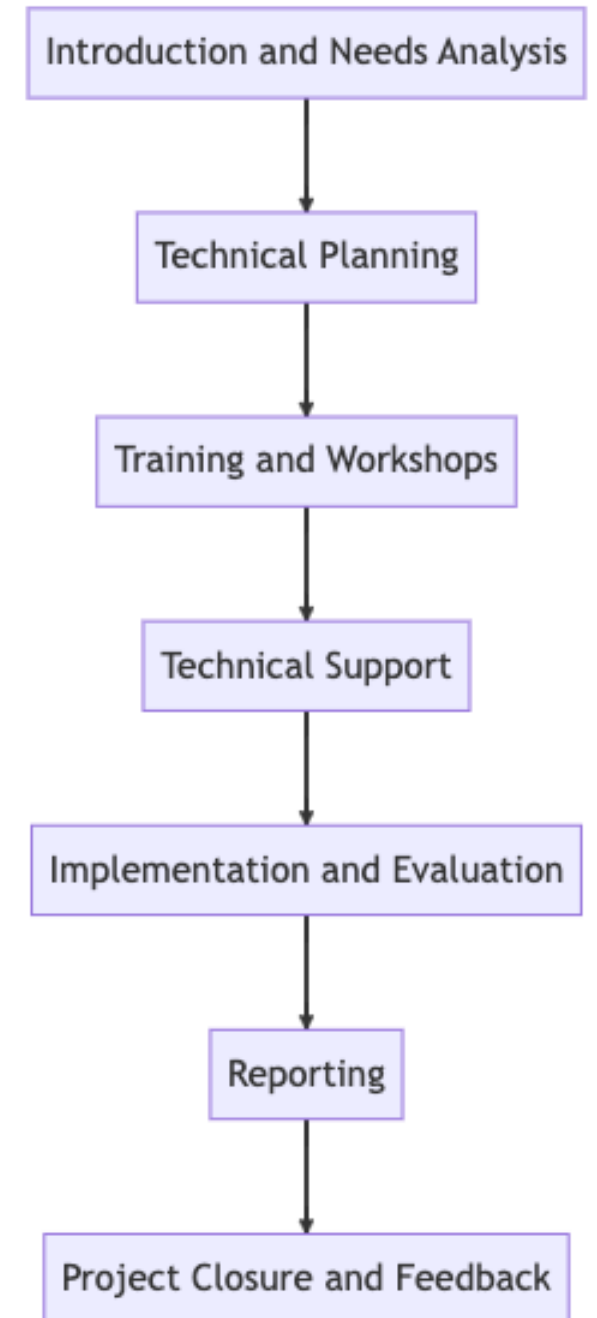 Introduction and Needs Analysis
Technical Planning
Training and Workshops
Technical Support
Implementation and Evaluation
Reporting
Project Closure and Feedback